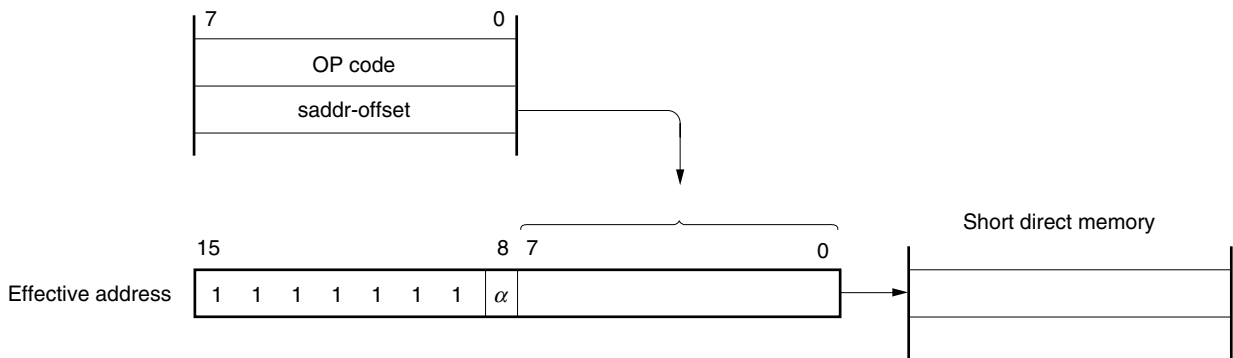 7 0
OP code
saddr-offset
Short direct memory
15 8 7 0
Effective address 1 1 1 1 1 1 1 α